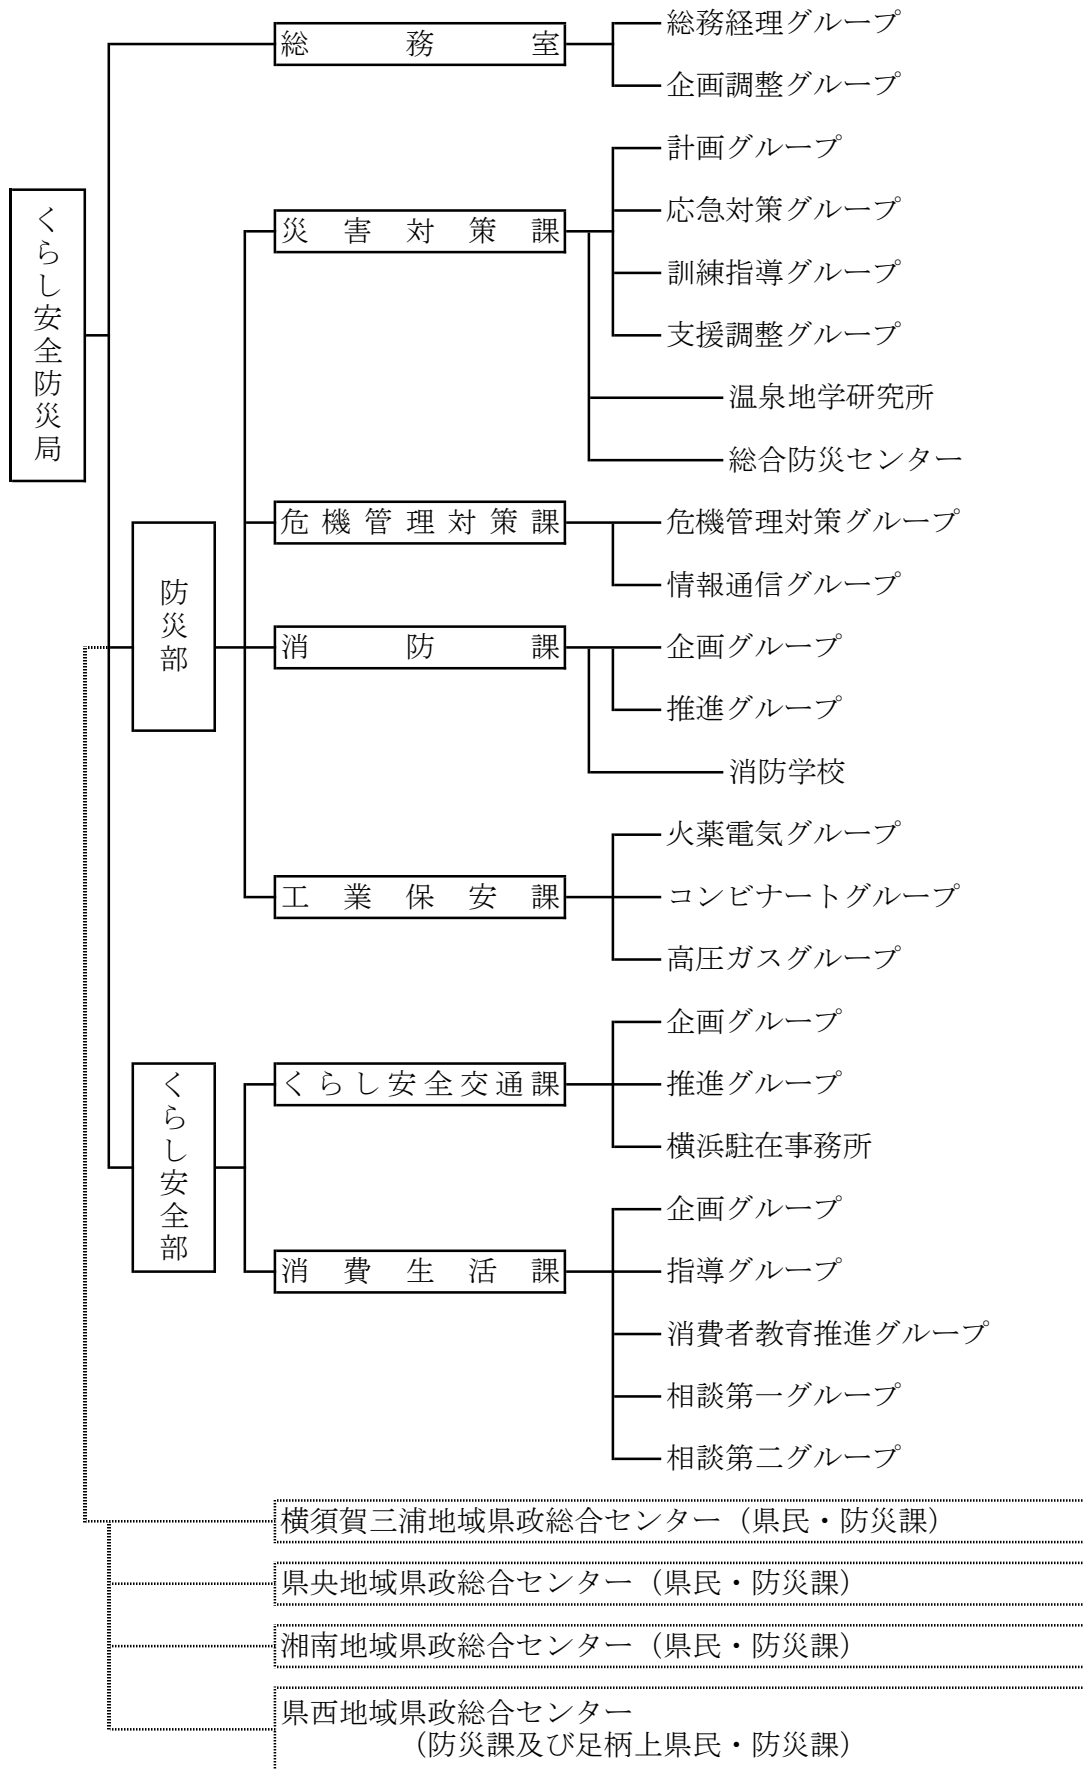 総務室
総務経理グループ
企画調整グループ
くらし安全防災局
防災部
災害対策課
計画グループ
応急対策グループ
訓練指導グループ
支援調整グループ
温泉地学研究所
総合防災センター
危機管理対策課
危機管理対策グループ
情報通信グループ
消防課
企画グループ
推進グループ
消防学校
工業保安課
火薬電気グループ
コンビナートグループ
高圧ガスグループ
くらし安全部
くらし安全交通課
企画グループ
推進グループ
横浜駐在事務所
消費生活課
企画グループ
指導グループ
消費者教育推進グループ
相談第一グループ
相談第二グループ
横須賀三浦地域県政総合センター（県民・防災課）
県央地域県政総合センター（県民・防災課）
湘南地域県政総合センター（県民・防災課）
県西地域県政総合センター
（防災課及び足柄上県民・防災課）